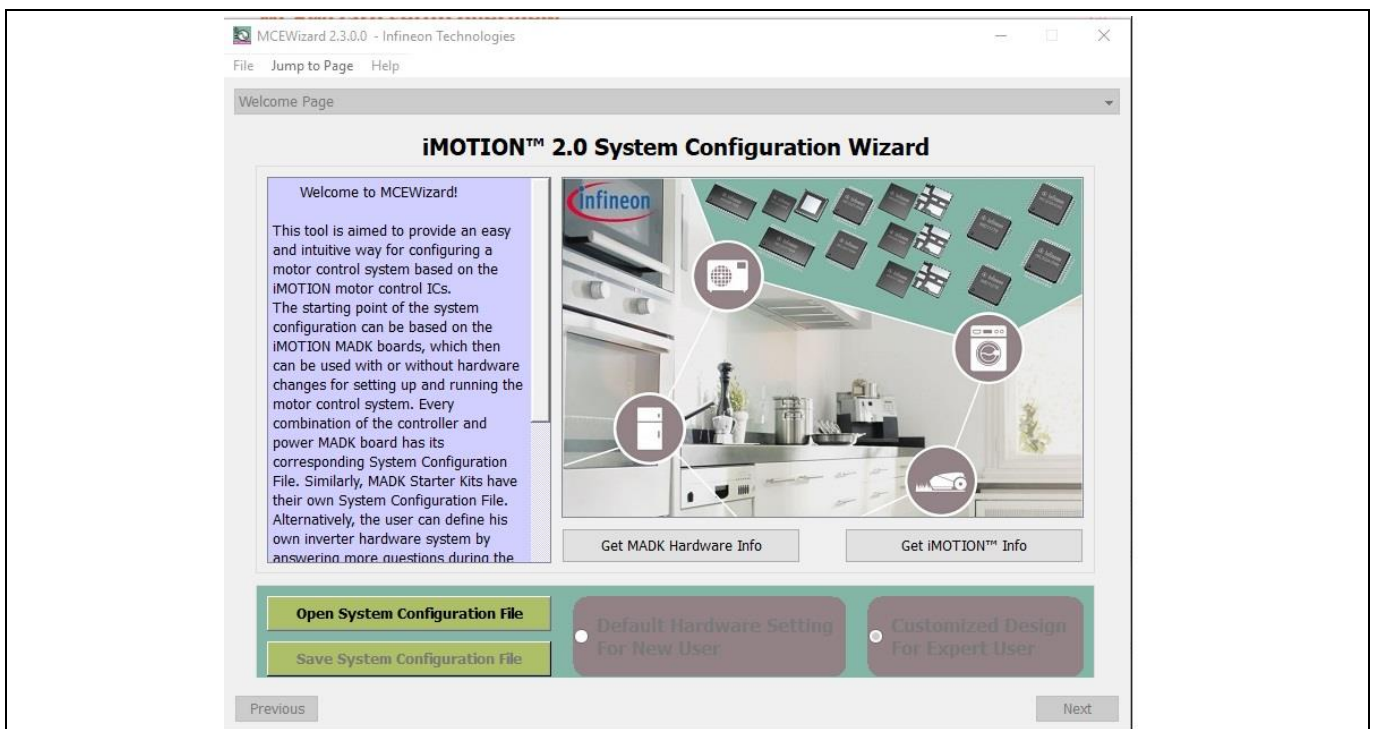 MCEWizard 2.3.0.0 - Infineon Technologies
File Jump to Page Help
Welcome Page
iMOTION™ 2.0 System Configuration Wizard
Welcome to MCEWizard!
This tool is aimed to provide an easy
and intuitive way for configuring a
motor control system based on the
iMOTION motor control ICs.
The starting point of the system
configuration can be based on the
iMOTION MADK boards, which then
can be used with or without hardware
changes for setting up and running the
motor control system. Every
combination of the controller and
power MADK board has its
corresponding System Configuration
File. Similarly, MADK Starter Kits have
their own System Configuration File.
Alternatively, the user can define his
own inverter hardware system by
answering more questions during the
infineon
Get MADK Hardware Info
Get iMOTION™ Info
Open System Configuration File
Save System Configuration File
Default Hardware Setting
For New User
Customized Design
For Expert User
Previous
Next